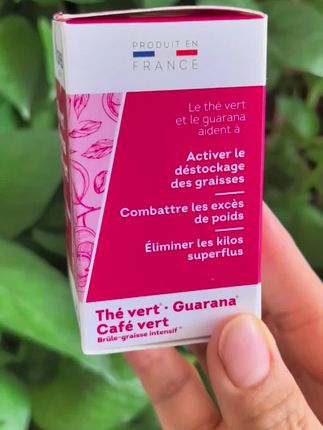 PRODUIT EN
FRANCE
Le thé vert
et le guarana
aident à :
Activer le
déstockage
des graisses
Combattre les excès
de poids
Éliminer les kilos
superflus
Thé vert* • Guarana*
Café vert
Brûle-graisse intensif